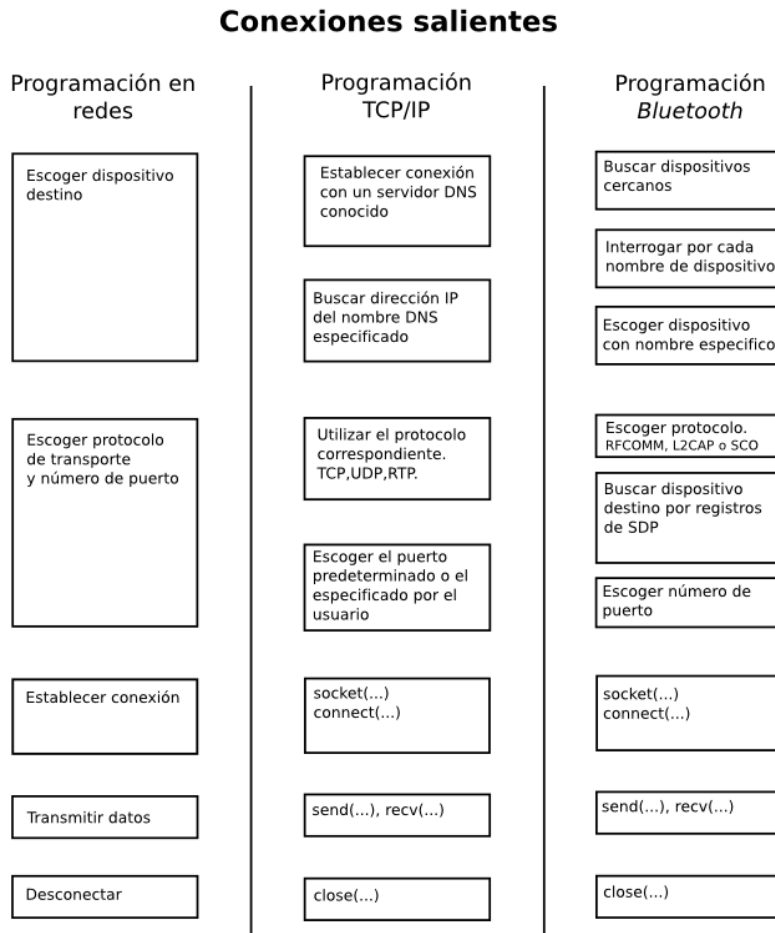 Conexiones salientes
Programación en
redes
Escoger dispositivo
destino
Escoger protocolo
de transporte
y número de puerto
Establecer conexión
Transmitir datos
Desconectar
Programación
TCP/IP
Establecer conexión
con un servidor DNS
conocido
Buscar dirección IP
del nombre DNS
especificado
Utilizar el protocolo
correspondiente.
TCP,UDP,RTP.
Escoger el puerto
predeterminado o el
especificado por el
usuario
socket(...)
connect(...)
send(...), recv(...)
close(...)
Programación
Bluetooth
Buscar dispositivos
cercanos
Interrogar por cada
nombre de dispositivo
Escoger dispositivo
con nombre especifico
Escoger protocolo.
RFCOMM, L2CAP o SCO
Buscar dispositivo
destino por registros
de SDP
Escoger número de
puerto
socket(...)
connect(...)
send(...), recv(...)
close(...)